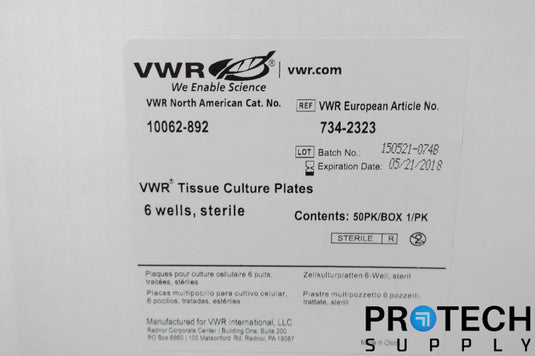 VWR® | vwr.com
We Enable Science
VWR North American Cat. No.
10062-892
REF VWR European Article No.
734-2323
LOT Batch No.: 150521-074B
Expiration Date: 05/21/2018
VWR® Tissue Culture Plates
6 wells, sterile
Contents: 50PK/BOX 1/PK
STERILE R 2
Plaques pour culture cellulaire 6 puits,
traitées, stériles
Placas multipocillo para cultivo celular,
6 pocillos, tratadas, estériles
Zellkulturplatten 6-Well, steril
Piastre multipozzetto 6 pozzetti,
trattate, sterili
Manufactured for VWR International, LLC
Radnor Corporate Center | Building One, Suite 200
PO Box 6660 | 100 Matsonford Rd, Radnor, PA 19087
Made in
PROTECH
SUPPLY